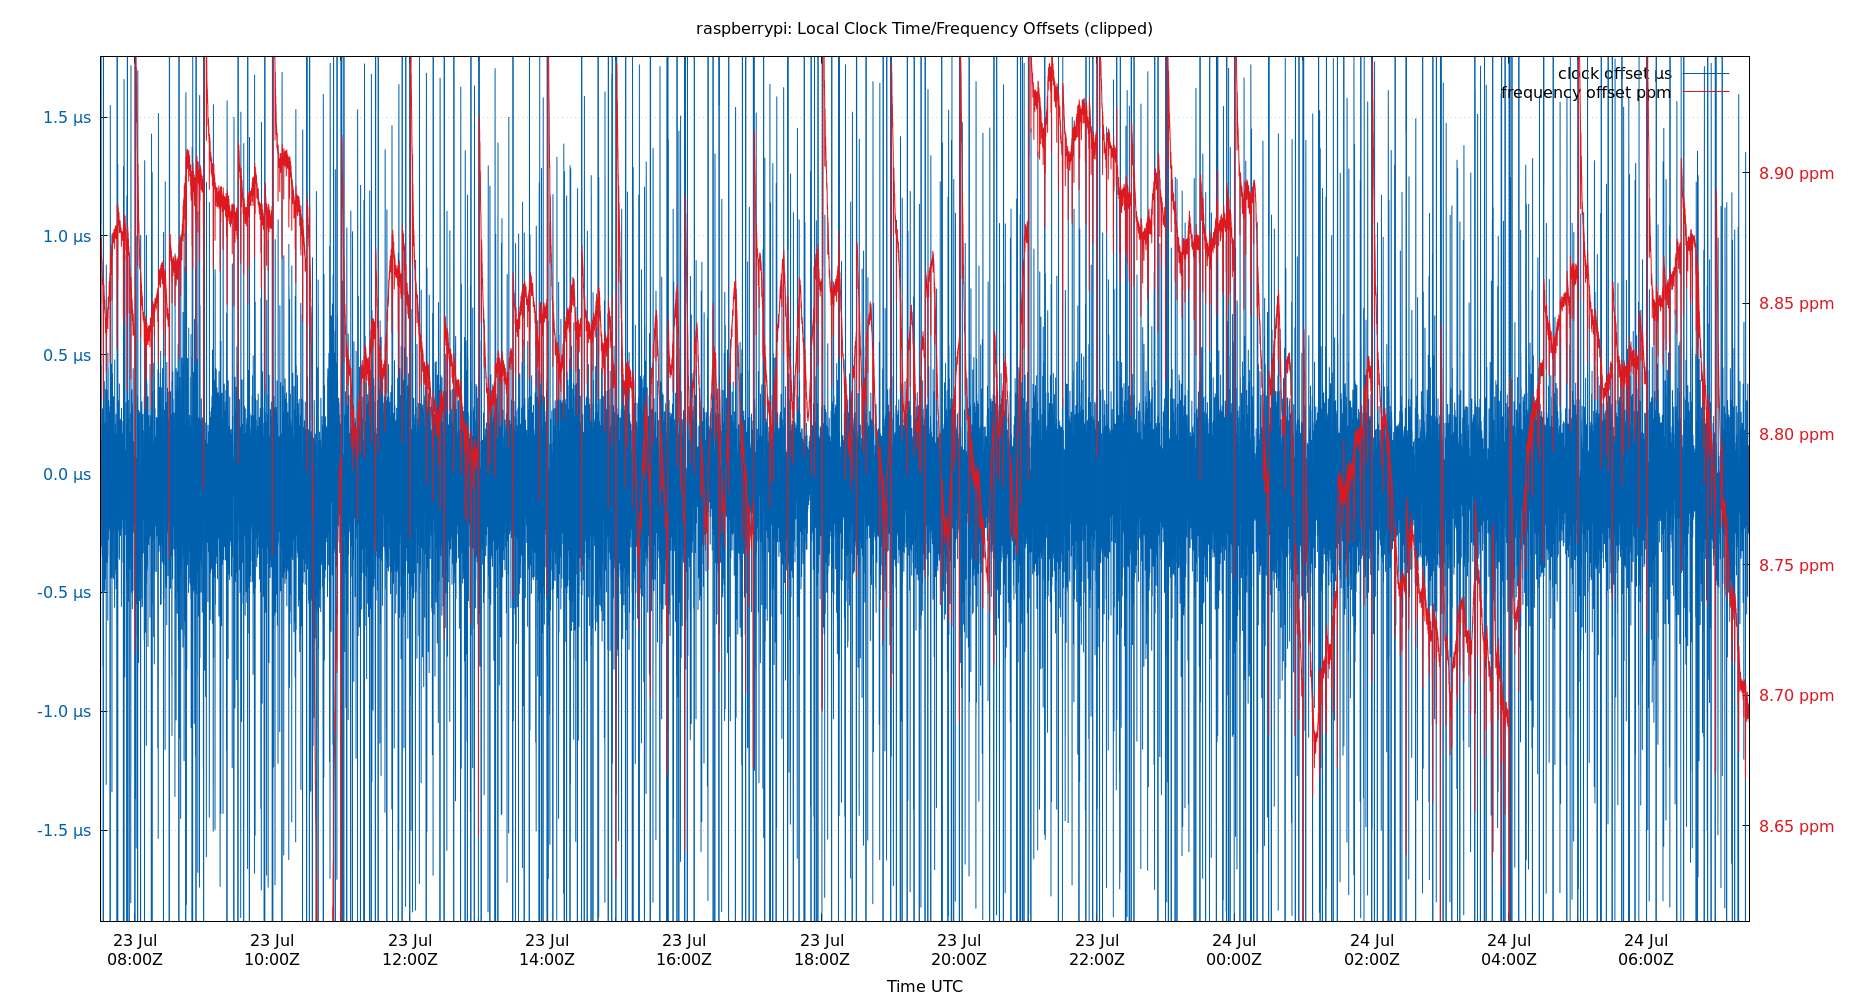 raspberrypi: Local Clock Time/Frequency Offsets (clipped)
clock offset µs
frequency offset ppm
1.5 µs
1.0 µs
0.5 µs
0.0 µs
-0.5 µs
-1.0 µs
-1.5 µs
8.90 ppm
8.85 ppm
8.80 ppm
8.75 ppm
8.70 ppm
8.65 ppm
23 Jul
08:00Z
23 Jul
10:00Z
23 Jul
12:00Z
23 Jul
14:00Z
23 Jul
16:00Z
23 Jul
18:00Z
23 Jul
20:00Z
23 Jul
22:00Z
24 Jul
00:00Z
24 Jul
02:00Z
24 Jul
04:00Z
24 Jul
06:00Z
Time UTC